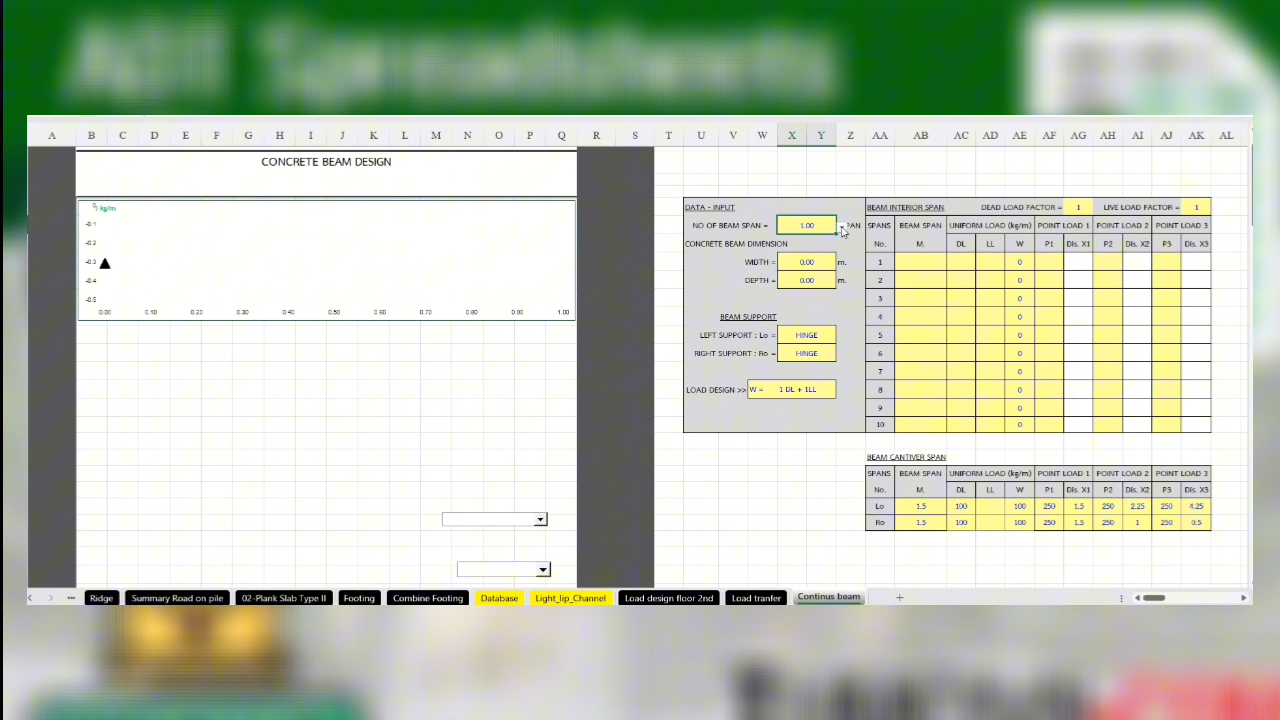 Spreadsheets
A B C D E F G H I J K L M N O P Q R S T U V W X Y Z AA AB AC AD AE AF AG AH AI AJ AK AL
CONCRETE BEAM DESIGN
kg/m
0
-0.1
-0.2
-0.3
-0.4
-0.5
0.00 0.10 0.20 0.30 0.40 0.50 0.60 0.70 0.80 0.90 1.00
DATA - INPUT
NO OF BEAM SPAN = 1.00
CONCRETE BEAM DIMENSION
WIDTH = 0.00 m.
DEPTH = 0.00 m.
BEAM SUPPORT
LEFT SUPPORT : Lo = HINGE
RIGHT SUPPORT : Ro = HINGE
LOAD DESIGN >> W = 1 DL + 1LL
BEAM INTERIOR SPAN DEAD LOAD FACTOR = 1 LIVE LOAD FACTOR = 1
SPANS BEAM SPAN UNIFORM LOAD (kg/m) POINT LOAD 1 POINT LOAD 2 POINT LOAD 3
No. M. DL LL W P1 Dis. X1 P2 Dis. X2 P3 Dis. X3
1 0
2 0
3 0
4 0
5 0
6 0
7 0
8 0
9 0
10 0
BEAM CANTIVER SPAN
SPANS BEAM SPAN UNIFORM LOAD (kg/m) POINT LOAD 1 POINT LOAD 2 POINT LOAD 3
No. M. DL LL W P1 Dis. X1 P2 Dis. X2 P3 Dis. X3
Lo 1.5 100 100 250 1.5 250 2.25 250 4.25
Ro 1.5 100 100 250 1.5 250 1 250 0.5
... Ridge Summary Road on pile 02-Plank Slab Type II Footing Combine Footing Database Light_lip_Channel Load design floor 2nd Load tranfer Continus beam +